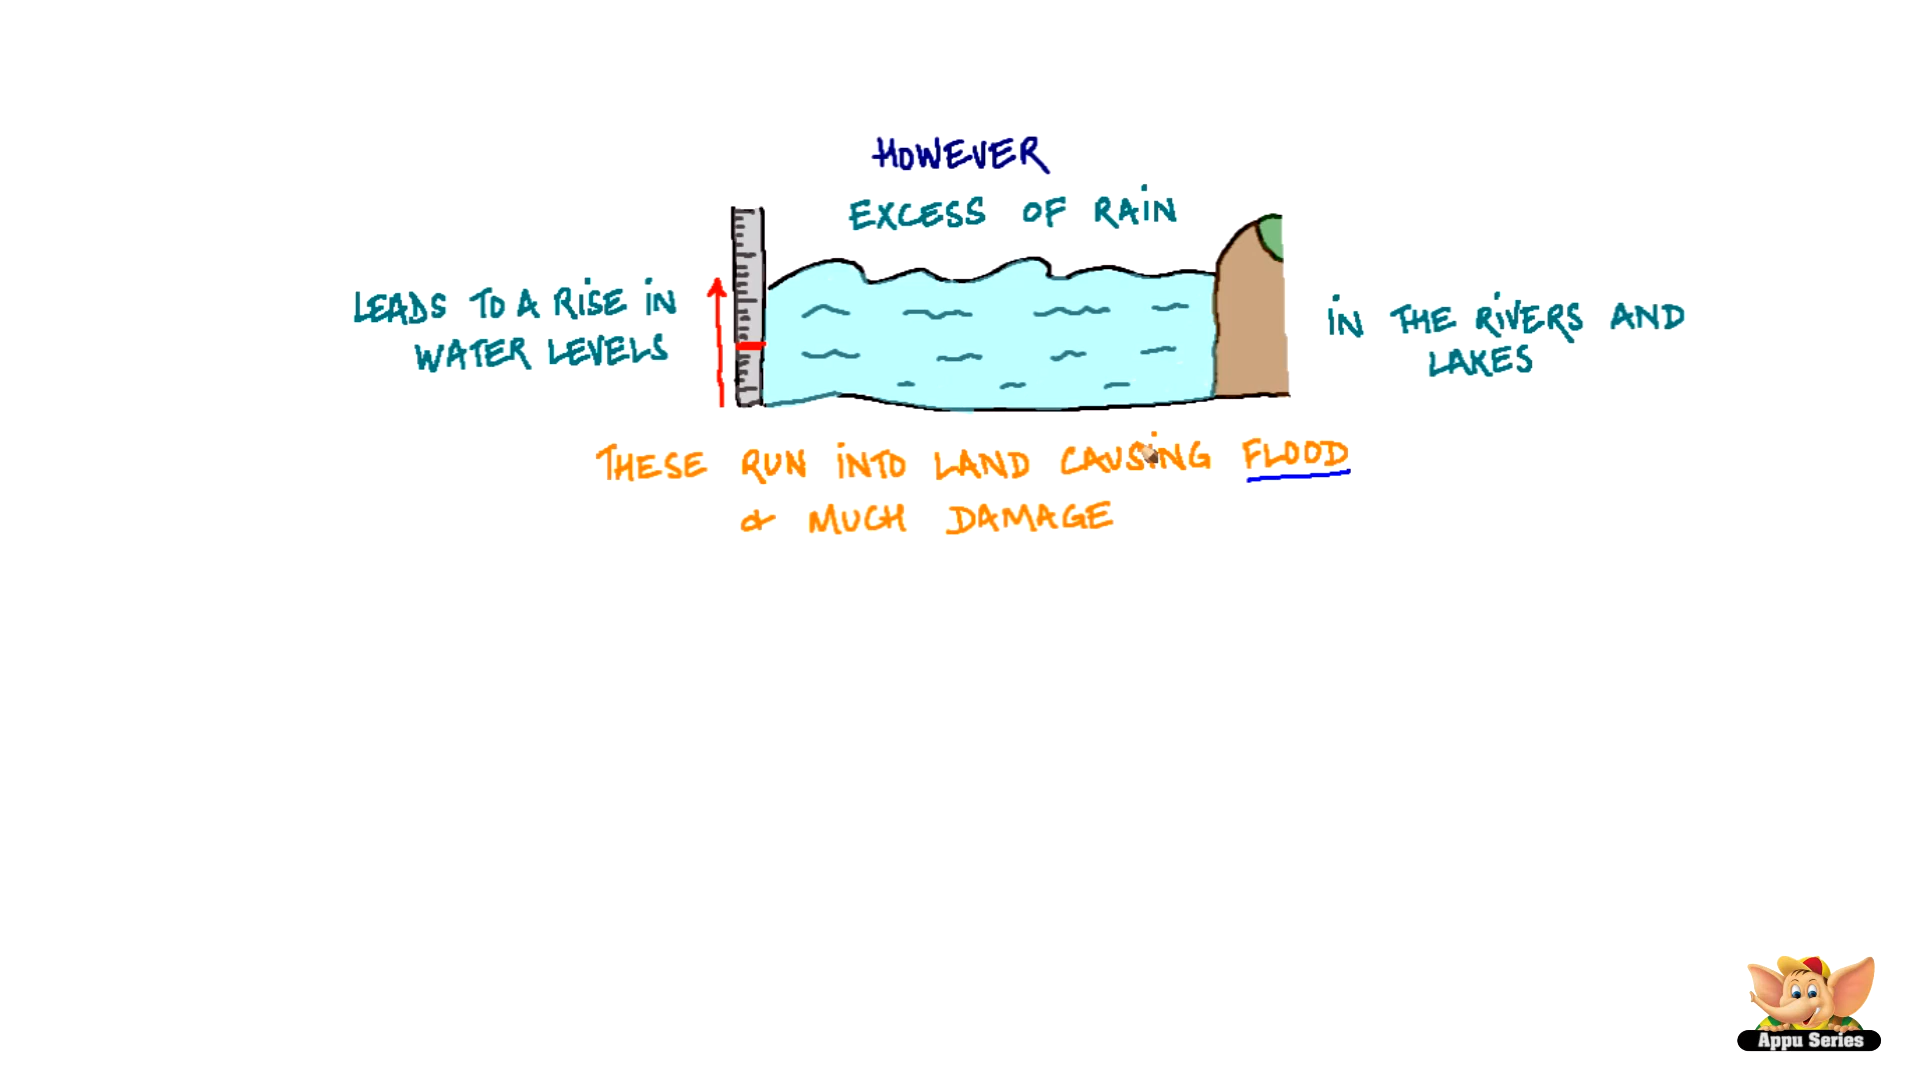 HOWEVER
EXCESS OF RAIN
LEADS TO A RISE IN
WATER LEVELS
IN THE RIVERS AND
LAKES
THESE RUN INTO LAND CAUSING FLOOD
& MUCH DAMAGE
Appu Series